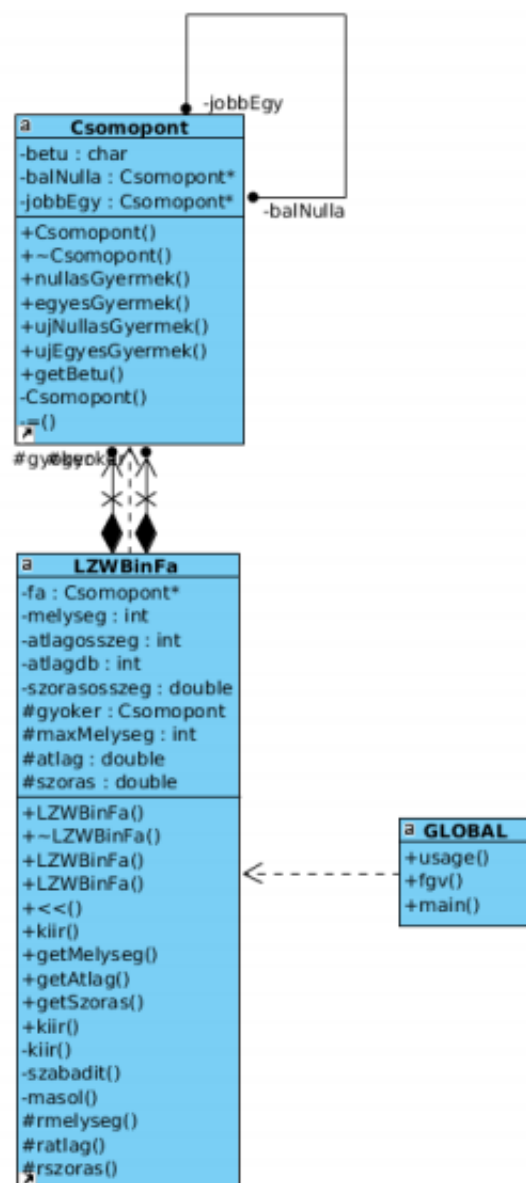 -jobbEgy
a Csomopont
-betu : char
-balNulla : Csomopont*
-jobbEgy : Csomopont*
-balNulla
+Csomopont()
+~Csomopont()
+nullasGyermek()
+egyesGyermek()
+ujNullasGyermek()
+ujEgyesGyermek()
+getBetu()
-Csomopont()
-=()
a LZWBinFa
-fa : Csomopont*
-melyseg : int
-atlagosszeg : int
-atlagdb : int
-szorasosszeg : double
#gyoker : Csomopont
#maxMelyseg : int
#atlag : double
#szoras : double
+LZWBinFa()
+~LZWBinFa()
+LZWBinFa()
+LZWBinFa()
+<<()
+kiir()
+getMelyseg()
+getAtlag()
+getSzoras()
+kiir()
-kiir()
-szabadit()
-masol()
#rmelyseg()
#ratlag()
#rszoras()
a GLOBAL
+usage()
+fgv()
+main()